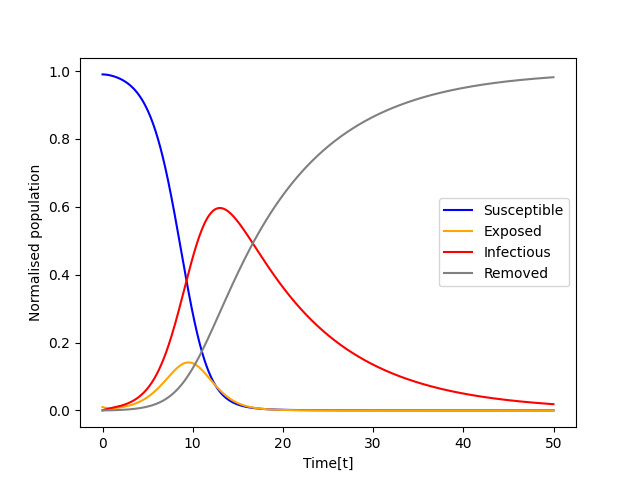 Normalised population
1.0
0.8
0.6
0.4
0.2
0.0
Susceptible
Exposed
Infectious
Removed
0 10 20 30 40 50
Time[t]